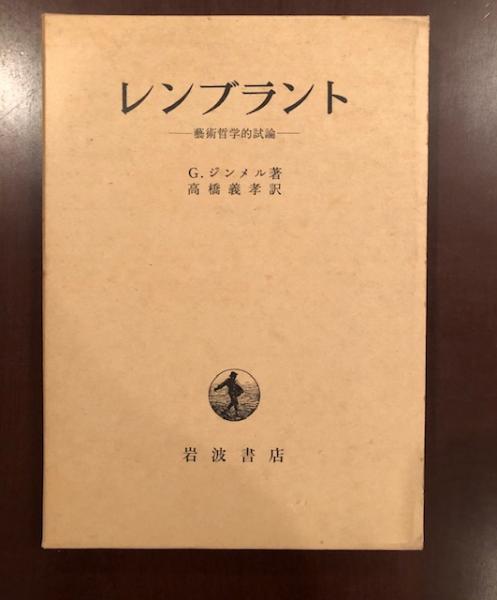 レンブラント
―藝術哲学的試論―
G.ジンメル著
高橋義孝訳
岩波書店